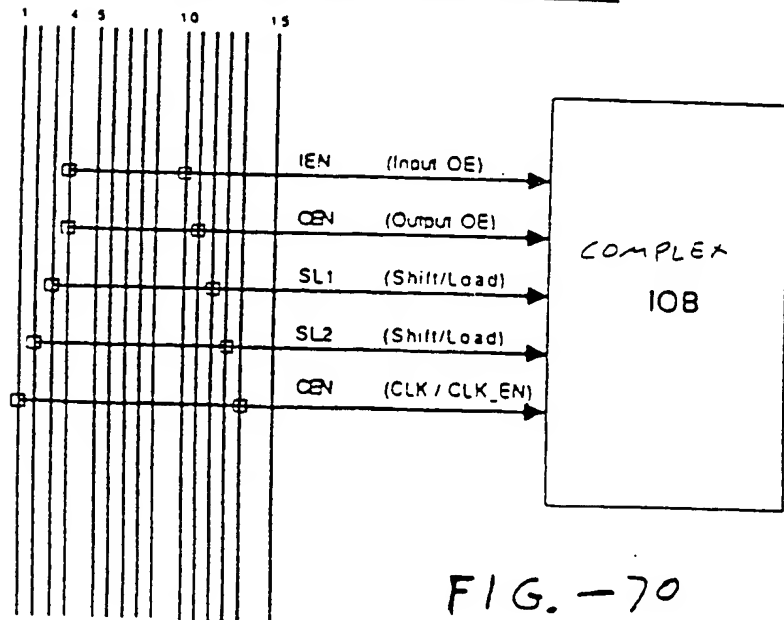 1 4 5 10 15
IEN (Input OE)
OEN (Output OE)
SL1 (Shift/Load)
SL2 (Shift/Load)
CEN (CLK / CLK_EN)
COMPLEX
IOB
FIG. - 70